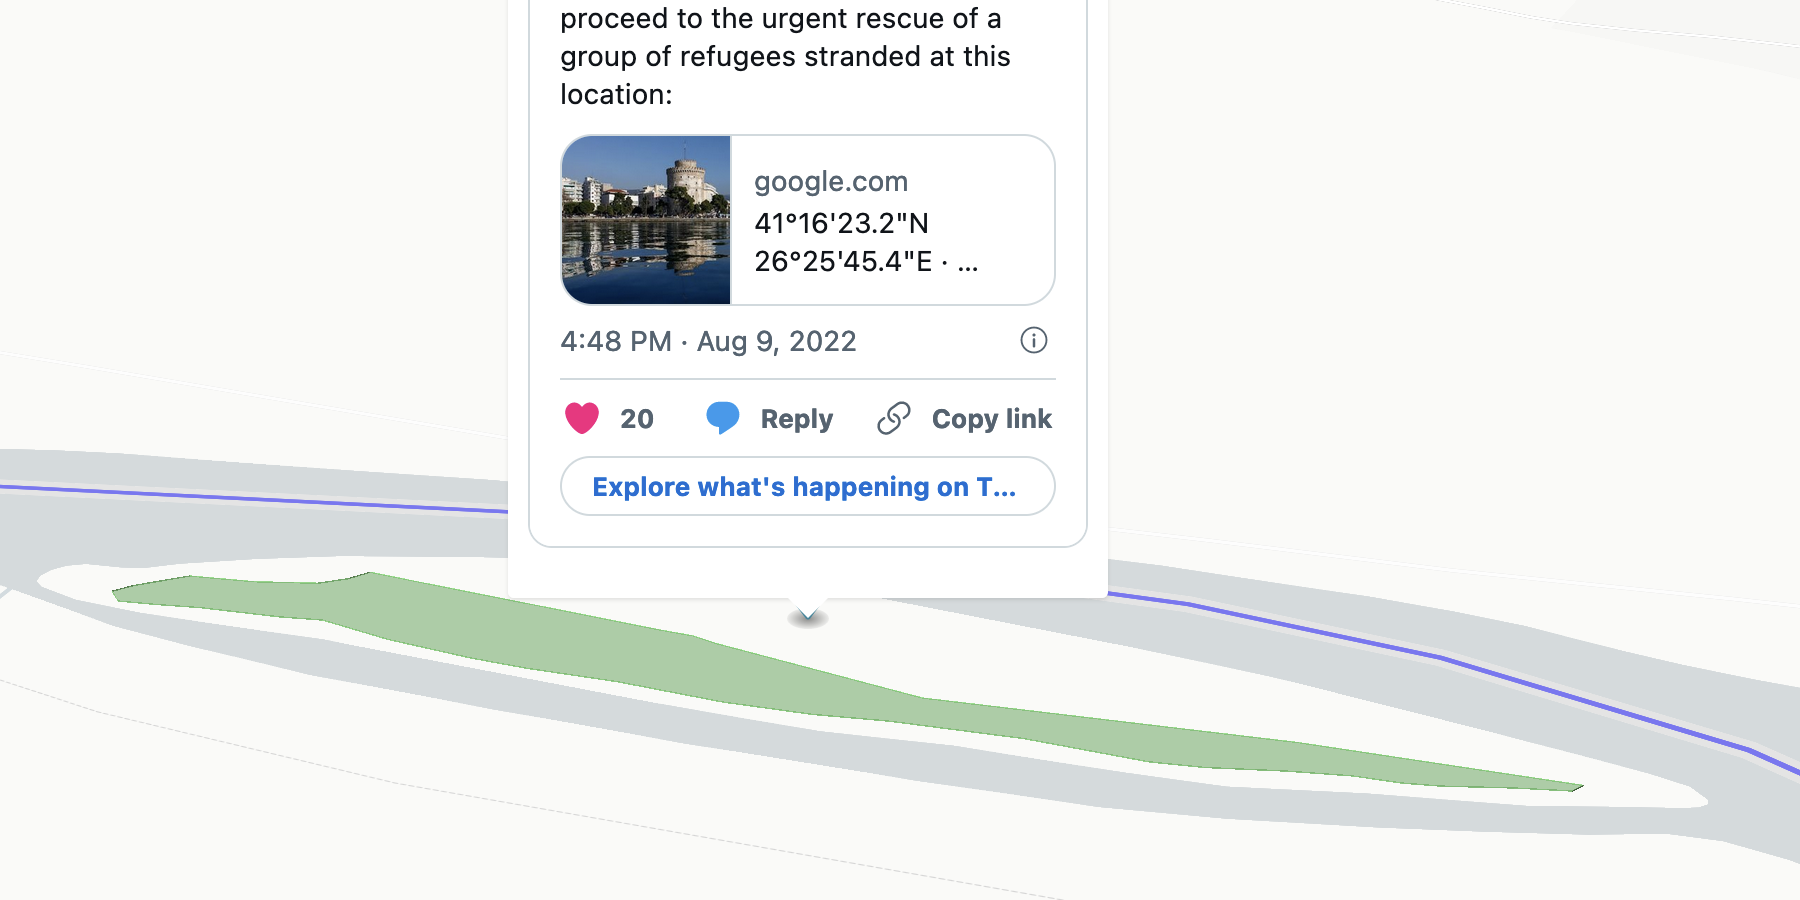 proceed to the urgent rescue of a
group of refugees stranded at this
location:
google.com
41°16'23.2"N
26°25'45.4"E · ...
4:48 PM · Aug 9, 2022
20 Reply Copy link
Explore what's happening on T...